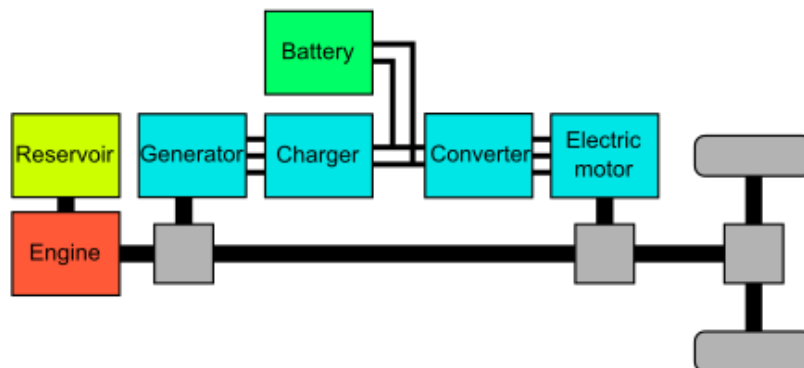 Battery
Reservoir
Generator
Charger
Converter
Electric
motor
Engine